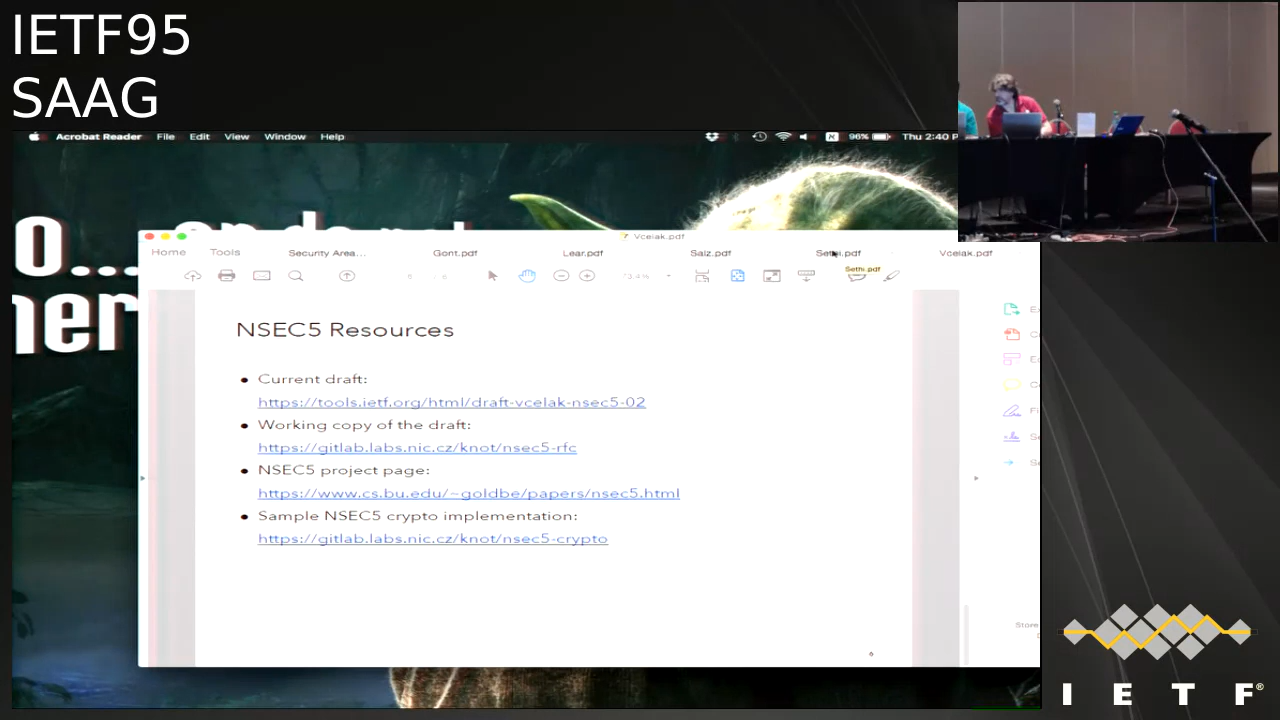 IETF95
SAAG
Acrobat Reader File Edit View Window Help 96% Thu 2:40 P
Vcelak.pdf
Home Tools Security Area... Gont.pdf Lear.pdf Salz.pdf Sethi.pdf Vcelak.pdf
Sethi.pdf
NSEC5 Resources
• Current draft:
https://tools.ietf.org/html/draft-vcelak-nsec5-02
• Working copy of the draft:
https://gitlab.labs.nic.cz/knot/nsec5-rfc
• NSEC5 project page:
https://www.cs.bu.edu/~goldbe/papers/nsec5.html
• Sample NSEC5 crypto implementation:
https://gitlab.labs.nic.cz/knot/nsec5-crypto
6
Store
I E T F®